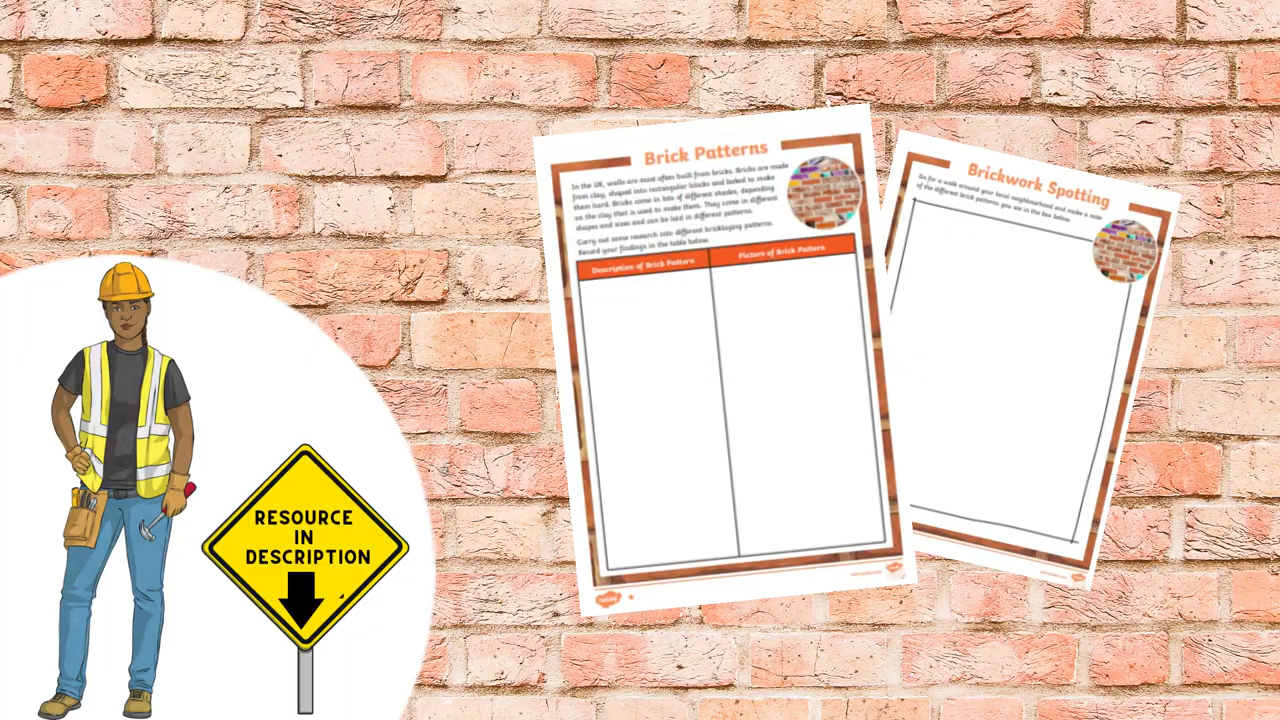 Brick Patterns
In the UK, walls are most often built from bricks. Bricks are made
from clay, shaped into rectangular blocks and baked to make
them hard. Bricks come in lots of different shades, depending
on the clay that is used to make them. They come in different
shapes and sizes and can be laid in different patterns.
Carry out some research into different bricklaying patterns.
Record your findings in the table below.
Description of Brick Pattern
Picture of Brick Pattern
Brickwork Spotting
Go for a walk around your local neighbourhood and make a note
of the different brick patterns you see in the box below.
RESOURCE
IN
DESCRIPTION